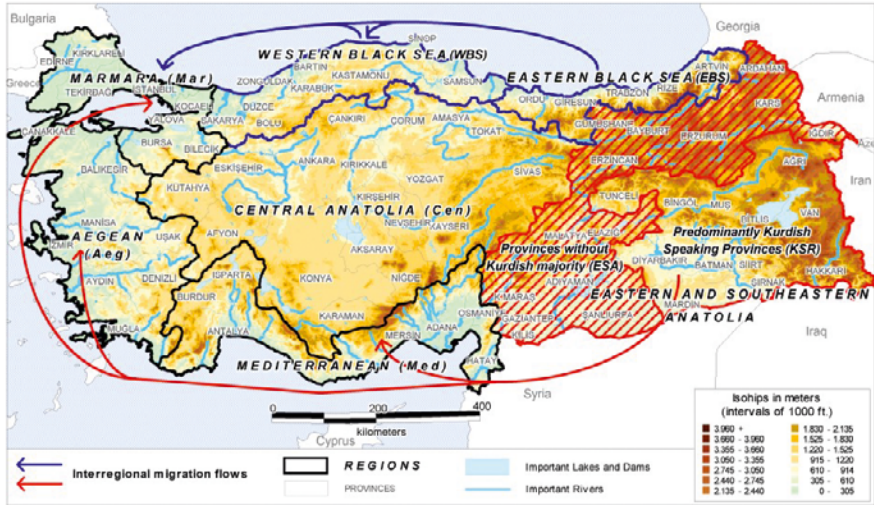 Bulgaria
Georgia
Greece
Armenia
Aze
Iran
Iraq
Syria
Cyprus
MARMARA (Mar)
WESTERN BLACK SEA (WBS)
EASTERN BLACK SEA (EBS)
CENTRAL ANATOLIA (Cen)
AEGEAN
(Aeg)
MEDITERRANEAN (Med)
Provinces without
Kurdish majority (ESA)
Predominantly Kurdish
Speaking Provinces (KSR)
EASTERN AND SOUTHEASTERN
ANATOLIA
EDIRNE
KIRKLARELI
TEKIRDAĞ
ISTANBUL
KOCAELI
YALOVA
SAKARYA
DÜZCE
BOLU
ZONGULDAK
BARTIN
KARABÜK
KASTAMONU
SINOP
SAMSUN
ORDU
GIRESUN
TRABZON
RIZE
ARTVIN
ARDAHAN
KARS
IĞDIR
GÜMÜSHANE
BAYBURT
ERZURUM
ERZINCAN
AĞRI
ÇANAKKALE
BURSA
BILECIK
ESKIŞEHIR
ANKARA
ÇANKIRI
ÇORUM
AMASYA
TOKAT
SIVAS
KIRIKKALE
YOZGAT
BALIKESIR
KUTAHYA
MANISA
UŞAK
AFYON
IZMIR
KIRŞEHIR
NEVŞEHIR
KAYSERI
AKSARAY
NIĞDE
KONYA
KARAMAN
AYDIN
DENIZLI
ISPARTA
BURDUR
MUĞLA
ANTALYA
MERSIN
ADANA
OSMANIYE
HATAY
TUNCELI
BINGÖL
MUŞ
BITLIS
VAN
MALATYA
ELAZIĞ
DIYARBAKIR
BATMAN
SIIRT
ŞIRNAK
HAKKARI
ADIYAMAN
K.MARAŞ
GAZIANTEP
KILIS
ŞANLIURFA
MARDIN
0 200 400
kilometers
Interregional migration flows
REGIONS
PROVINCES
Important Lakes and Dams
Important Rivers
Isohips in meters
(intervals of 1000 ft.)
3.960 +
3.660 - 3.960
3.355 - 3.660
3.050 - 3.355
2.745 - 3.050
2.440 - 2.745
2.135 - 2.440
1.830 - 2.135
1.525 - 1.830
1.220 - 1.525
915 - 1220
610 - 914
305 - 610
0 - 305